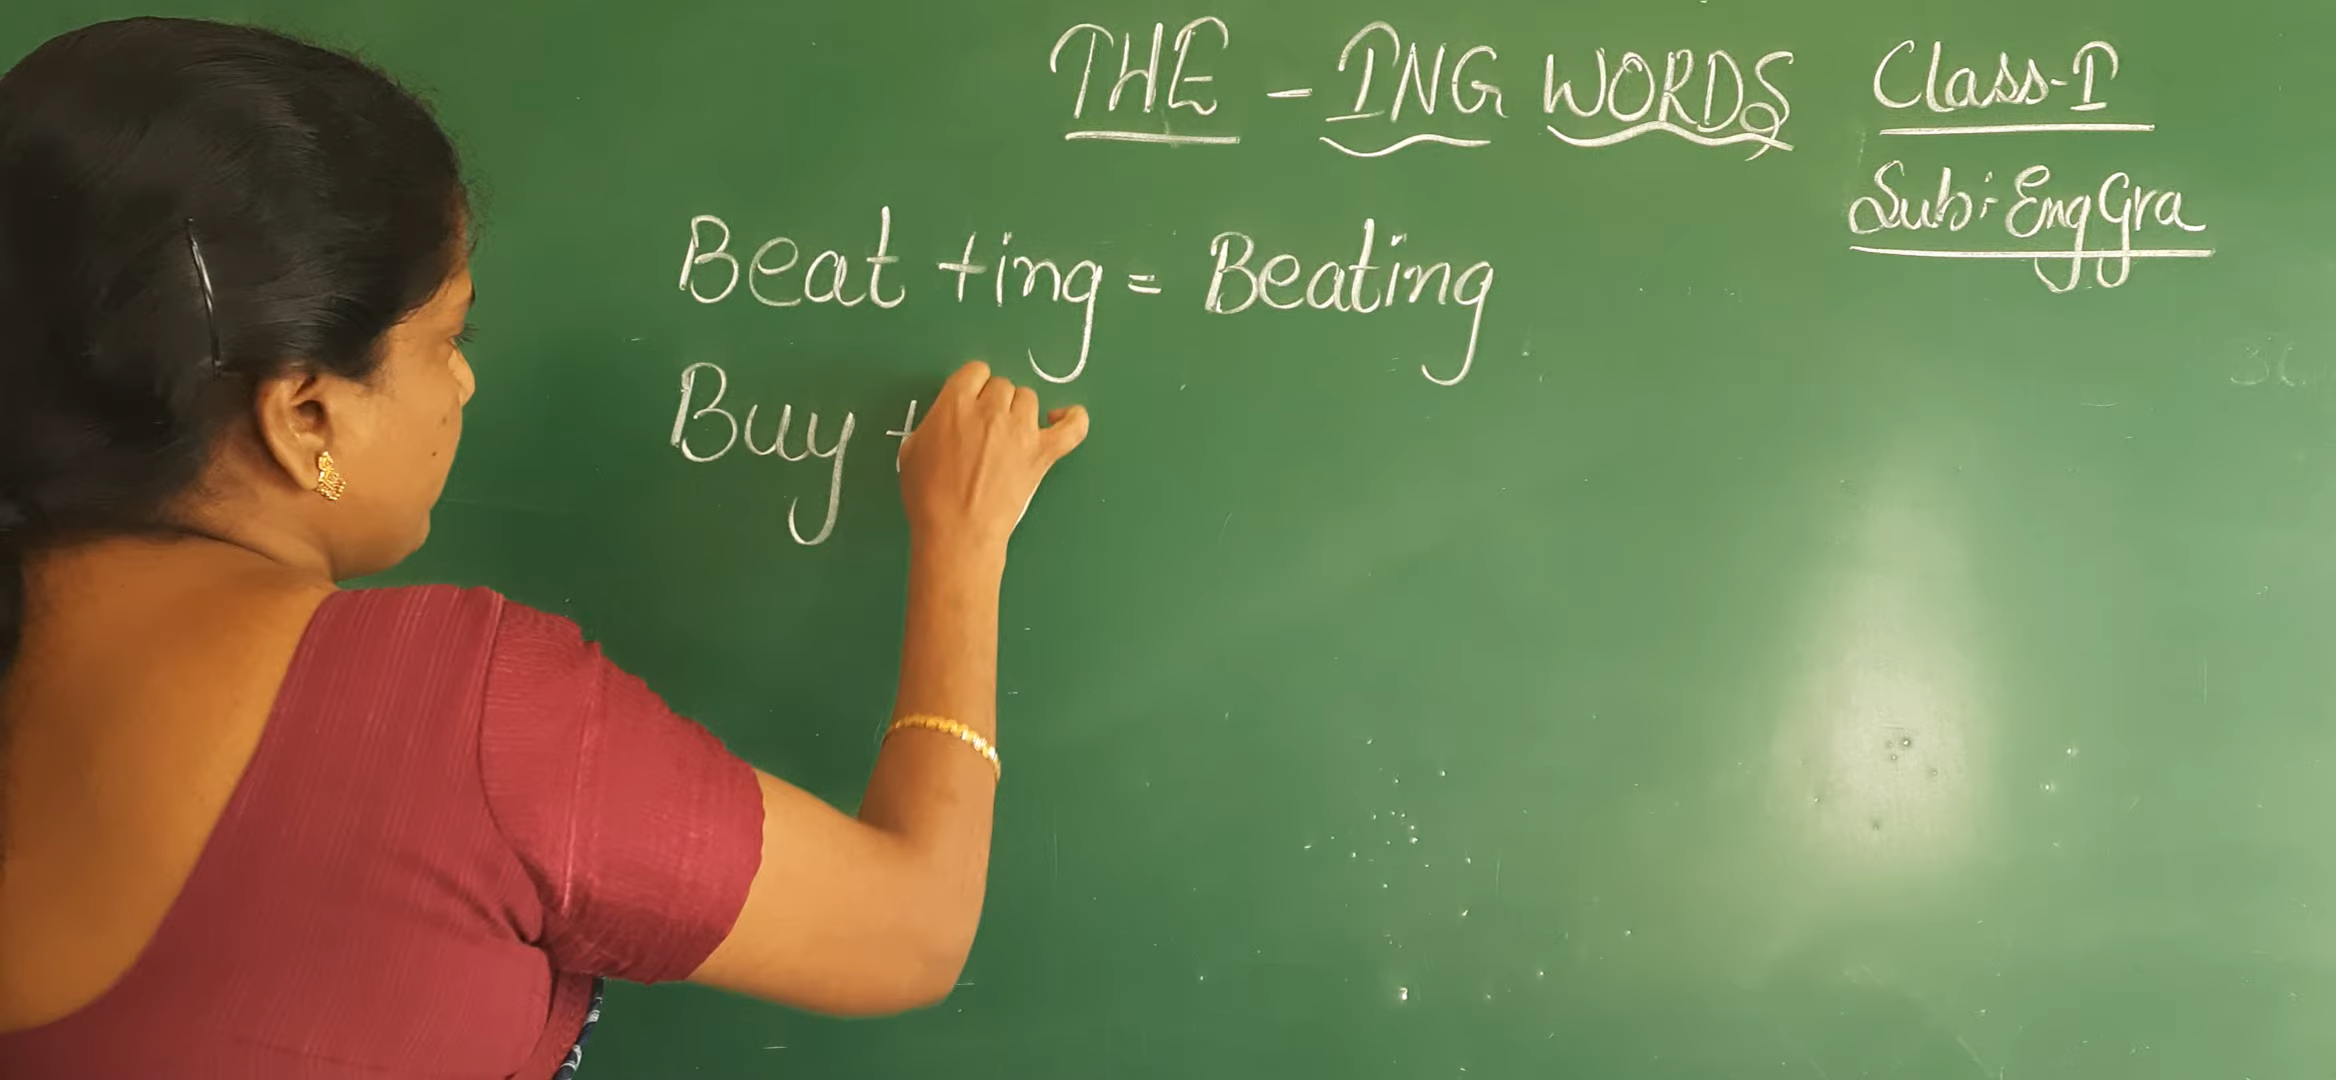 THE - ING WORDS Class-I
Sub: Eng Gra
Beat +ing = Beating
Buy +